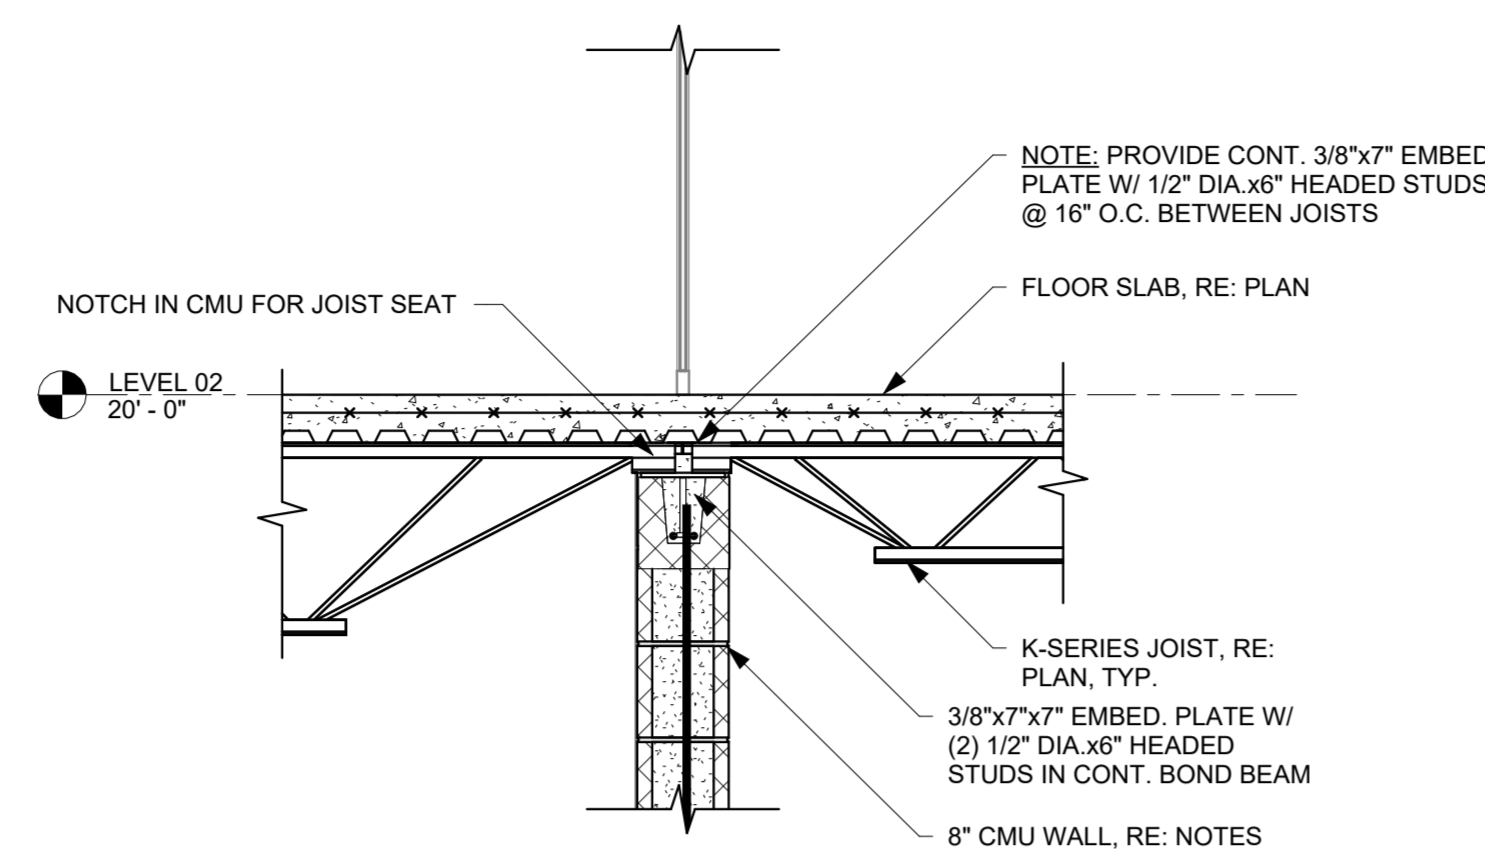 NOTE: PROVIDE CONT. 3/8"x7" EMBED
PLATE W/ 1/2" DIA.x6" HEADED STUDS
@ 16" O.C. BETWEEN JOISTS
FLOOR SLAB, RE: PLAN
NOTCH IN CMU FOR JOIST SEAT
LEVEL 02
20' - 0"
K-SERIES JOIST, RE:
PLAN, TYP.
3/8"x7"x7" EMBED. PLATE W/
(2) 1/2" DIA.x6" HEADED
STUDS IN CONT. BOND BEAM
8" CMU WALL, RE: NOTES